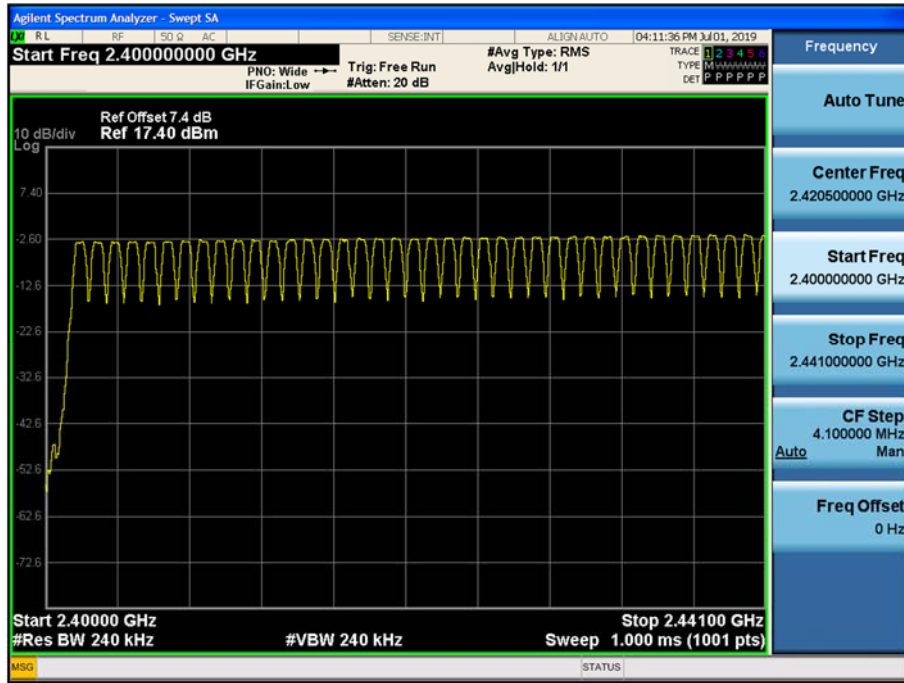 Agilent Spectrum Analyzer - Swept SA
LXI RL RF 50 Ω AC SENSE:INT ALIGN AUTO 04:11:36 PM Jul 01, 2019
Start Freq 2.400000000 GHz
PNO: Wide
IFGain:Low
Trig: Free Run
#Atten: 20 dB
#Avg Type: RMS
Avg|Hold: 1/1
TRACE 1 2 3 4 5 6
TYPE M W W W W W
DET P P P P P P
Ref Offset 7.4 dB
10 dB/div Ref 17.40 dBm
Log
7.40
-2.60
-12.6
-22.6
-32.6
-42.6
-52.6
-62.6
-72.6
Start 2.40000 GHz Stop 2.44100 GHz
#Res BW 240 kHz #VBW 240 kHz Sweep 1.000 ms (1001 pts)
MSG STATUS
Frequency
Auto Tune
Center Freq
2.420500000 GHz
Start Freq
2.400000000 GHz
Stop Freq
2.441000000 GHz
CF Step
4.100000 MHz
Auto Man
Freq Offset
0 Hz